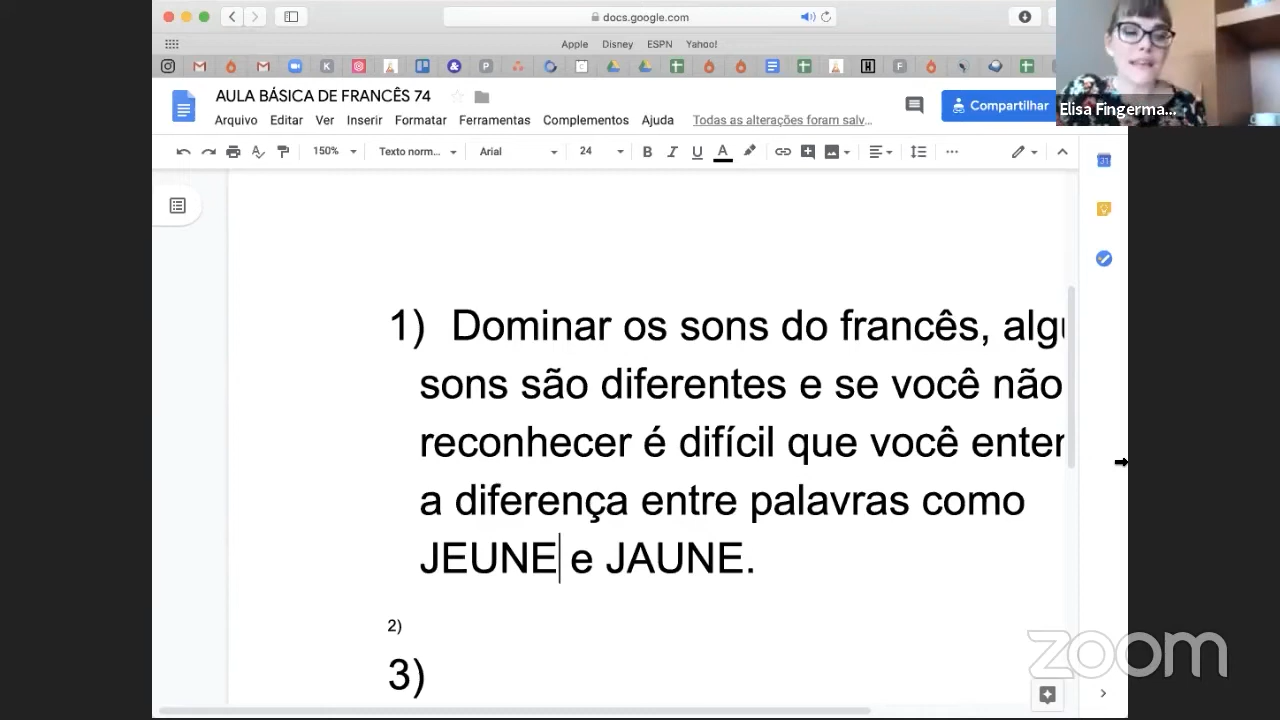 docs.google.com
Apple Disney ESPN Yahoo!
AULA BÁSICA DE FRANCÊS 74
Arquivo Editar Ver Inserir Formatar Ferramentas Complementos Ajuda Todas as alterações foram salv...
Compartilhar
Elisa Fingerma...
150% Texto norm... Arial 24 B I U A
31
1) Dominar os sons do francês, algu
sons são diferentes e se você não
reconhecer é difícil que você enten
a diferença entre palavras como
JEUNE e JAUNE.
2)
3)
zoom